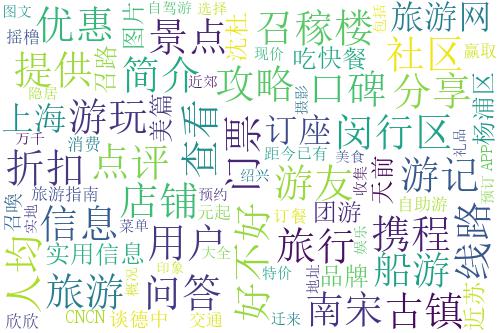 图文
摇橹
优惠
图片
自驾游
选择
沈杜
召稼楼
旅游网
提供
召路
景点
现价
包括
赢取
隐居
简介
近郊
攻略
吃快餐
摄影
口碑
社区
分享
上海
游玩
美篇
查看
门票
订座
闵行区
礼品
APP
杨浦区
预订
万千
消费
距今已有
美食
折扣
点评
游友
天前
收集
游记
旅游指南
店铺
绍兴
召唤
实地
信息
菜单
预约
元起
团游
自助游
人均
实用信息
用户
好不好
订餐
旅行
娱乐
携程
线路
旅游
概况
印象
大全
特价
品牌
地址
船游
近苏
问答
南宋
古镇
欣欣
CNCN
谈德中
交通
迁来